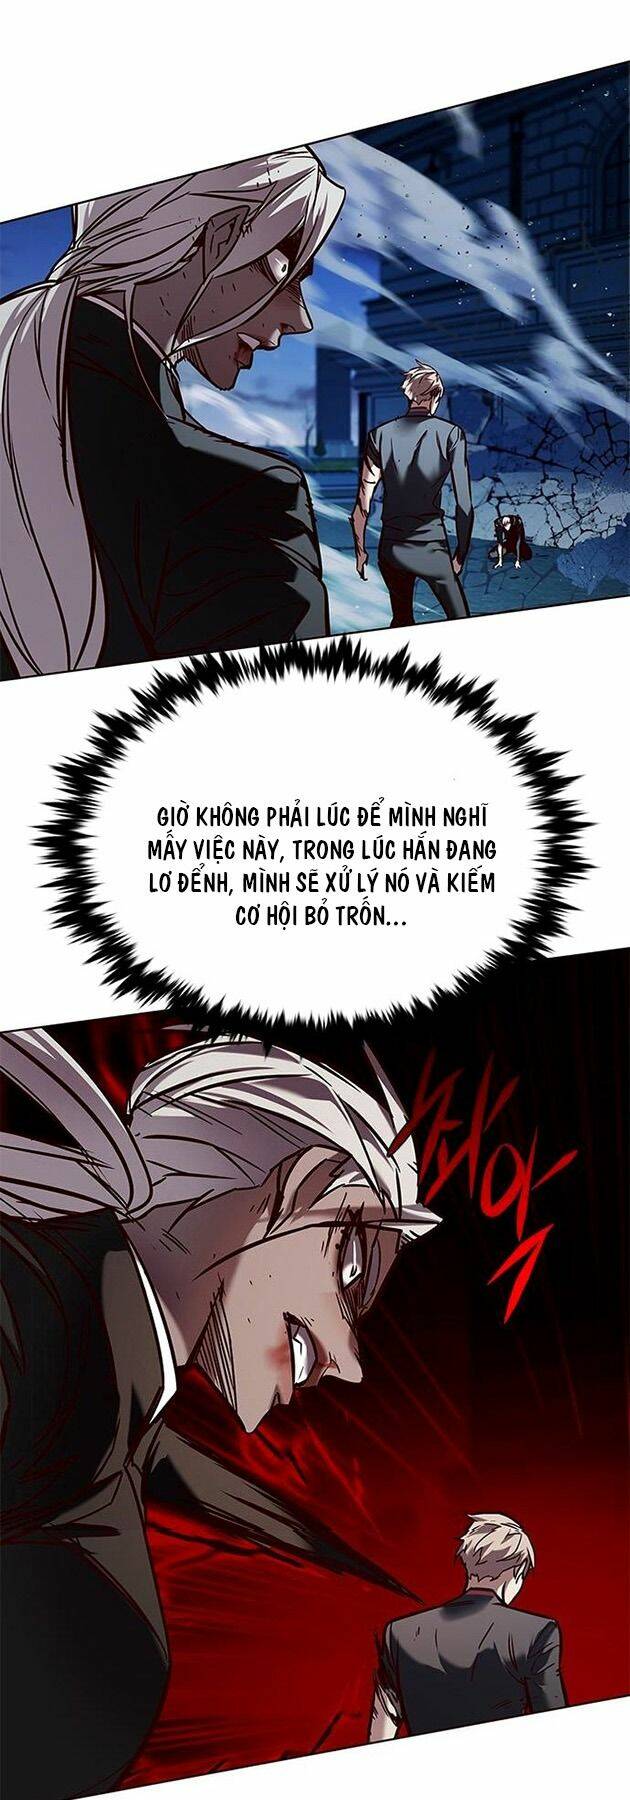 GIỜ KHÔNG PHẢI LÚC ĐỂ MÌNH NGHĨ
MẤY VIỆC NÀY, TRONG LÚC HẮN ĐANG
LƠ ĐỄNH, MÌNH SẼ XỬ LÝ NÓ VÀ KIẾM
CƠ HỘI BỎ TRỐN...